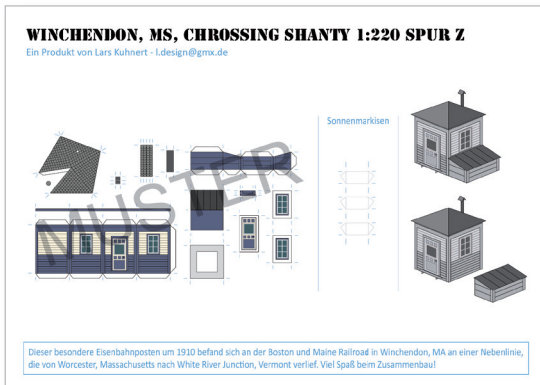 WINCHENDON, MS, CHROSSING SHANTY 1:220 SPUR Z
Ein Produkt von Lars Kuhnert - l.design@gmx.de
Sonnenmarkisen
MUSTER
Dieser besondere Eisenbahnposten um 1910 befand sich an der Boston und Maine Railroad in Winchendon, MA an einer Nebenlinie,
die von Worcester, Massachusetts nach White River Junction, Vermont verlief. Viel Spaß beim Zusammenbau!